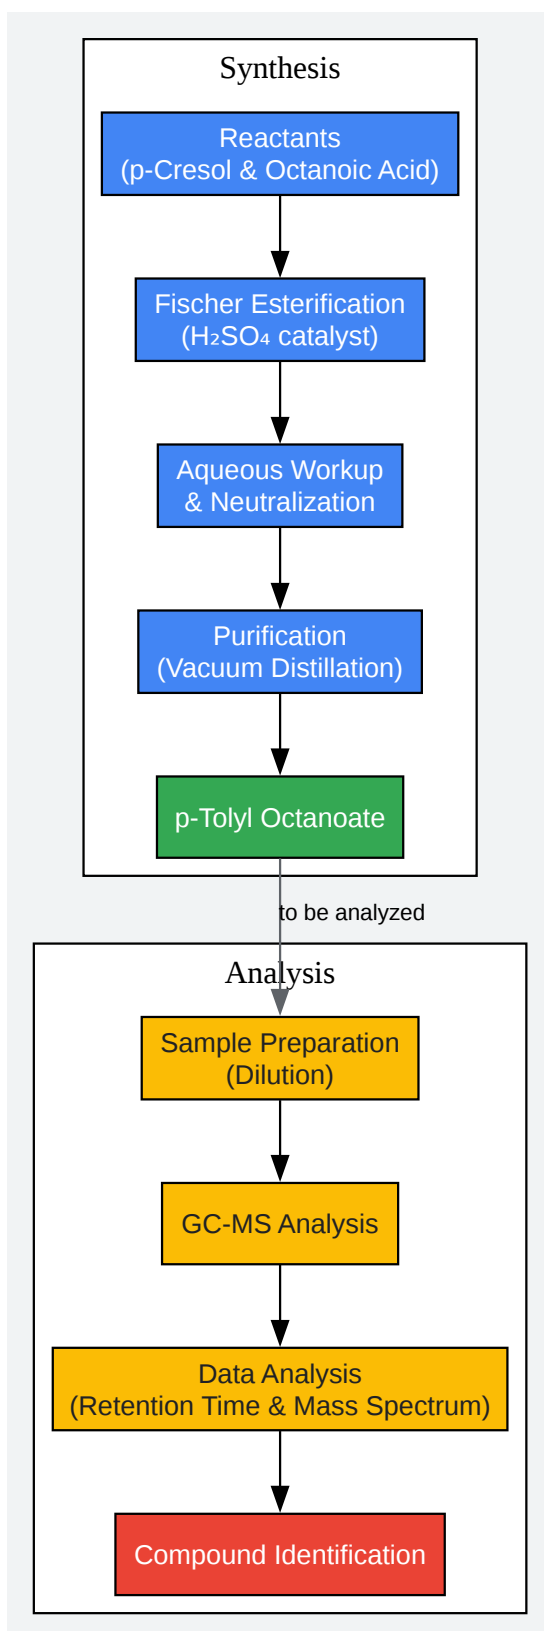 Synthesis
Reactants
(p-Cresol & Octanoic Acid)
Fischer Esterification
(H₂SO₄ catalyst)
Aqueous Workup
& Neutralization
Purification
(Vacuum Distillation)
p-Tolyl Octanoate
to be analyzed
Analysis
Sample Preparation
(Dilution)
GC-MS Analysis
Data Analysis
(Retention Time & Mass Spectrum)
Compound Identification